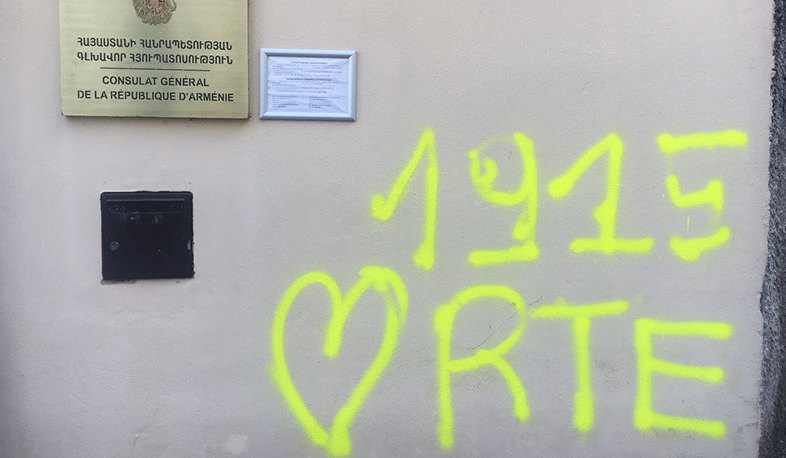 ՀԱՅԱՍՏԱՆԻ ՀԱՆՐԱՊԵՏՈՒԹՅԱՆ
ԳԼԽԱՎՈՐ ՀՅՈՒՊԱՏՈՍՈՒԹՅՈՒՆ
CONSULAT GÉNÉRAL
DE LA RÉPUBLIQUE D'ARMÉNIE
1915
♡ RTE